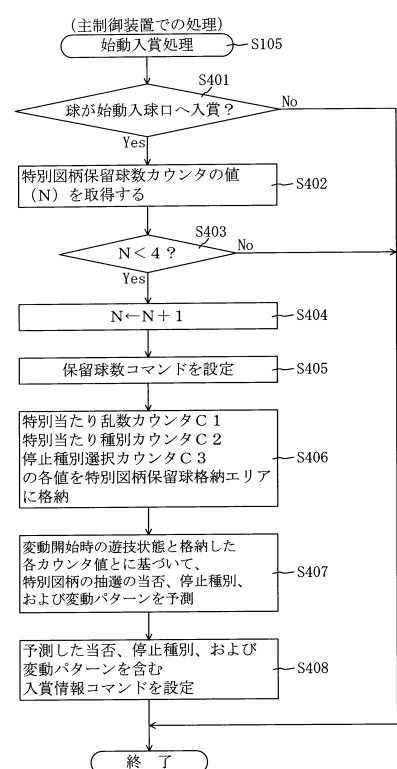 (主制御装置での処理)
始動入賞処理
S105
S401
球が始動入球口へ入賞?
No
Yes
特別図柄保留球数カウンタの値
(N)を取得する
S402
S403
N<4?
No
Yes
N←N+1
S404
保留球数コマンドを設定
S405
特別当たり乱数カウンタC1
特別当たり種別カウンタC2
停止種別選択カウンタC3
の各値を特別図柄保留球格納エリア
に格納
S406
変動開始時の遊技状態と格納した
各カウンタ値とに基づいて、
特別図柄の抽選の当否、停止種別、
および変動パターンを予測
S407
予測した当否、停止種別、および
変動パターンを含む
入賞情報コマンドを設定
S408
終 了